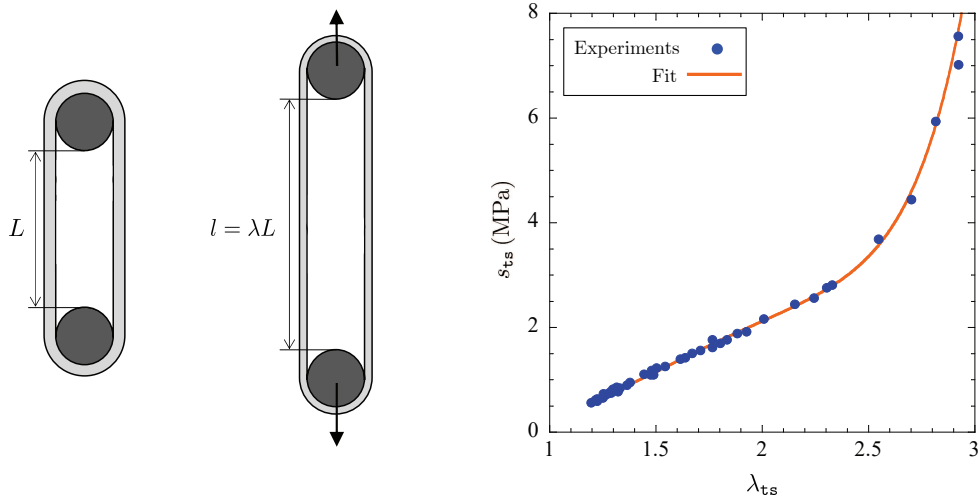 L
l = λL
Experiments
Fit
s_ts (MPa)
8
6
4
2
0
1
1.5
2
2.5
3
λ_ts